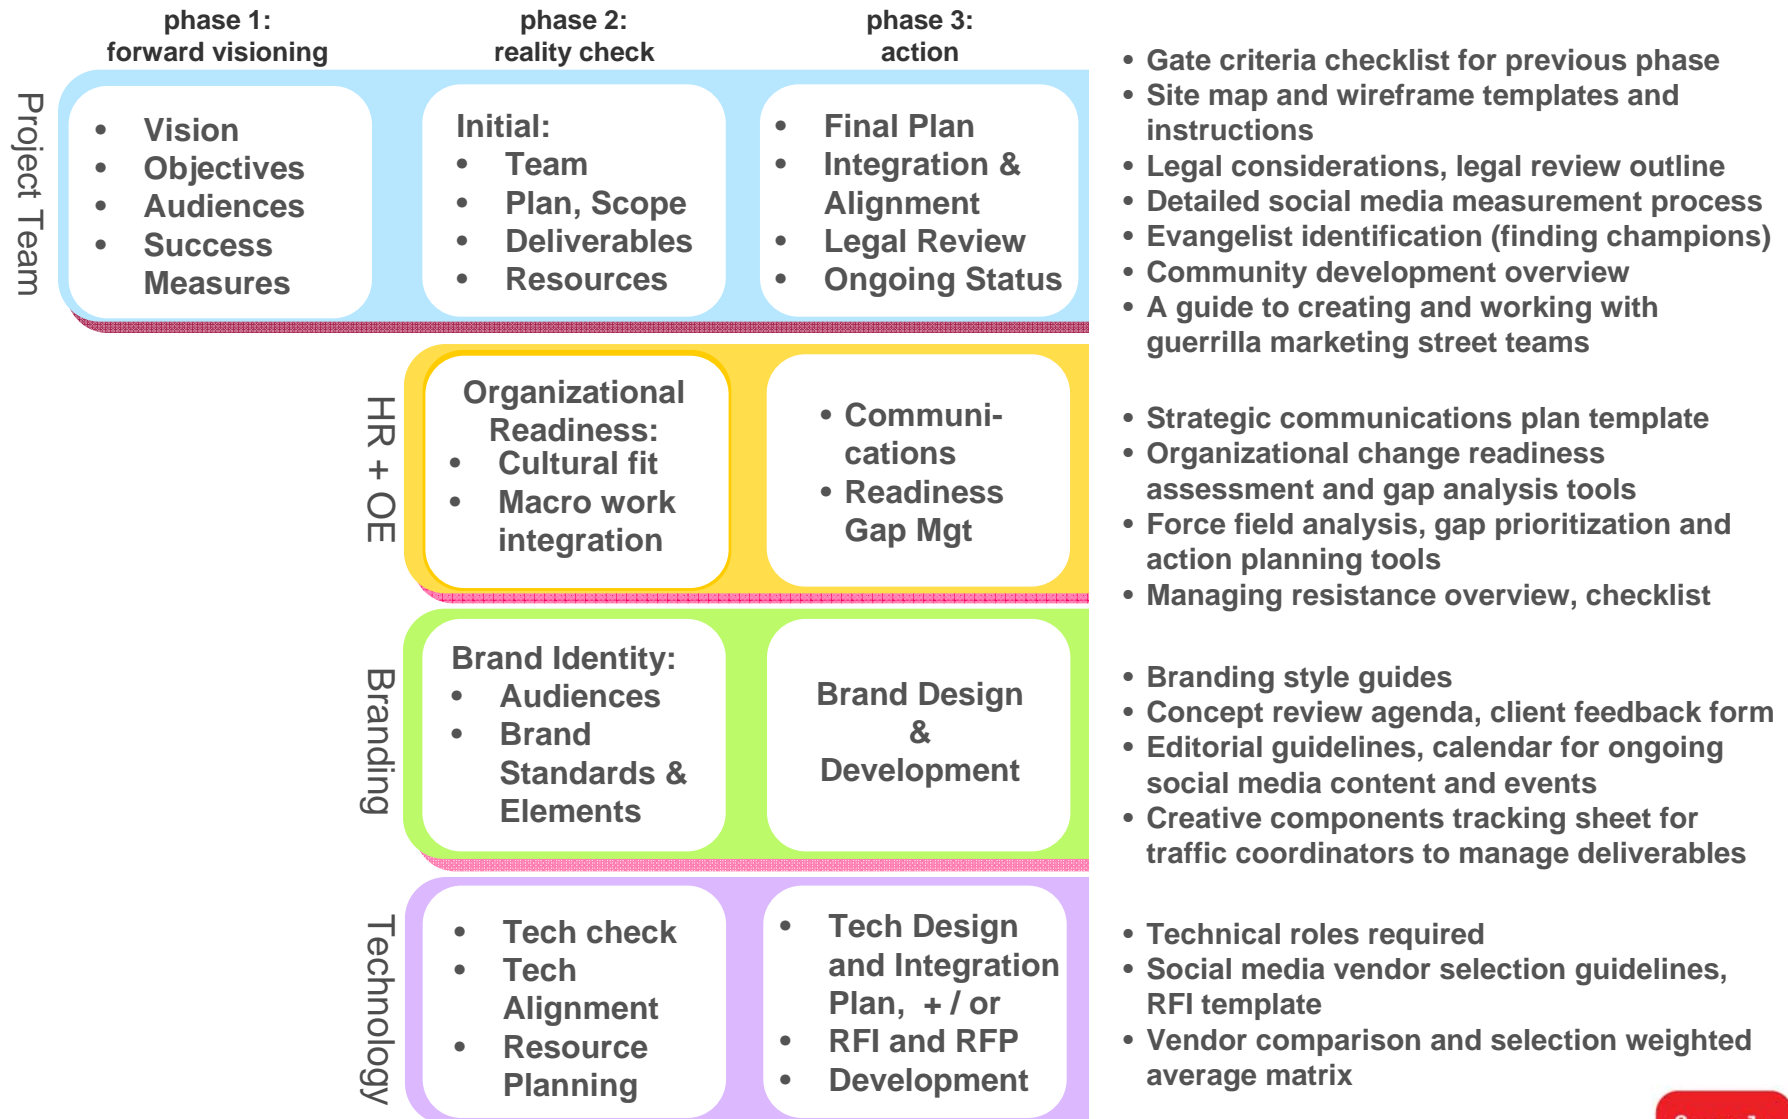 phase 1:
forward visioning
phase 2:
reality check
phase 3:
action
Project Team
• Vision
• Objectives
• Audiences
• Success
Measures
Initial:
• Team
• Plan, Scope
• Deliverables
• Resources
• Final Plan
• Integration &
Alignment
• Legal Review
• Ongoing Status
• Gate criteria checklist for previous phase
• Site map and wireframe templates and
instructions
• Legal considerations, legal review outline
• Detailed social media measurement process
• Evangelist identification (finding champions)
• Community development overview
• A guide to creating and working with
guerrilla marketing street teams
HR + OE
Organizational
Readiness:
• Cultural fit
• Macro work
integration
• Communi-
cations
• Readiness
Gap Mgt
• Strategic communications plan template
• Organizational change readiness
assessment and gap analysis tools
• Force field analysis, gap prioritization and
action planning tools
• Managing resistance overview, checklist
Branding
Brand Identity:
• Audiences
• Brand
Standards &
Elements
Brand Design
&
Development
• Branding style guides
• Concept review agenda, client feedback form
• Editorial guidelines, calendar for ongoing
social media content and events
• Creative components tracking sheet for
traffic coordinators to manage deliverables
Technology
• Tech check
• Tech
Alignment
• Resource
Planning
• Tech Design
and Integration
Plan, + / or
• RFI and RFP
• Development
• Technical roles required
• Social media vendor selection guidelines,
RFI template
• Vendor comparison and selection weighted
average matrix